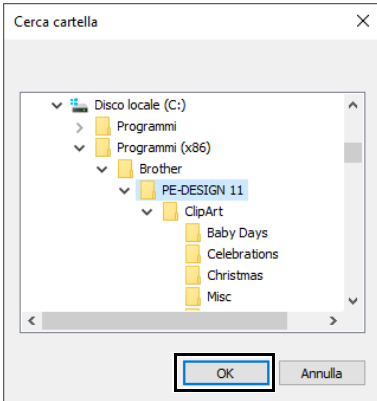 Cerca cartella
Disco locale (C:)
Programmi
Programmi (x86)
Brother
PE-DESIGN 11
ClipArt
Baby Days
Celebrations
Christmas
Misc
OK Annulla